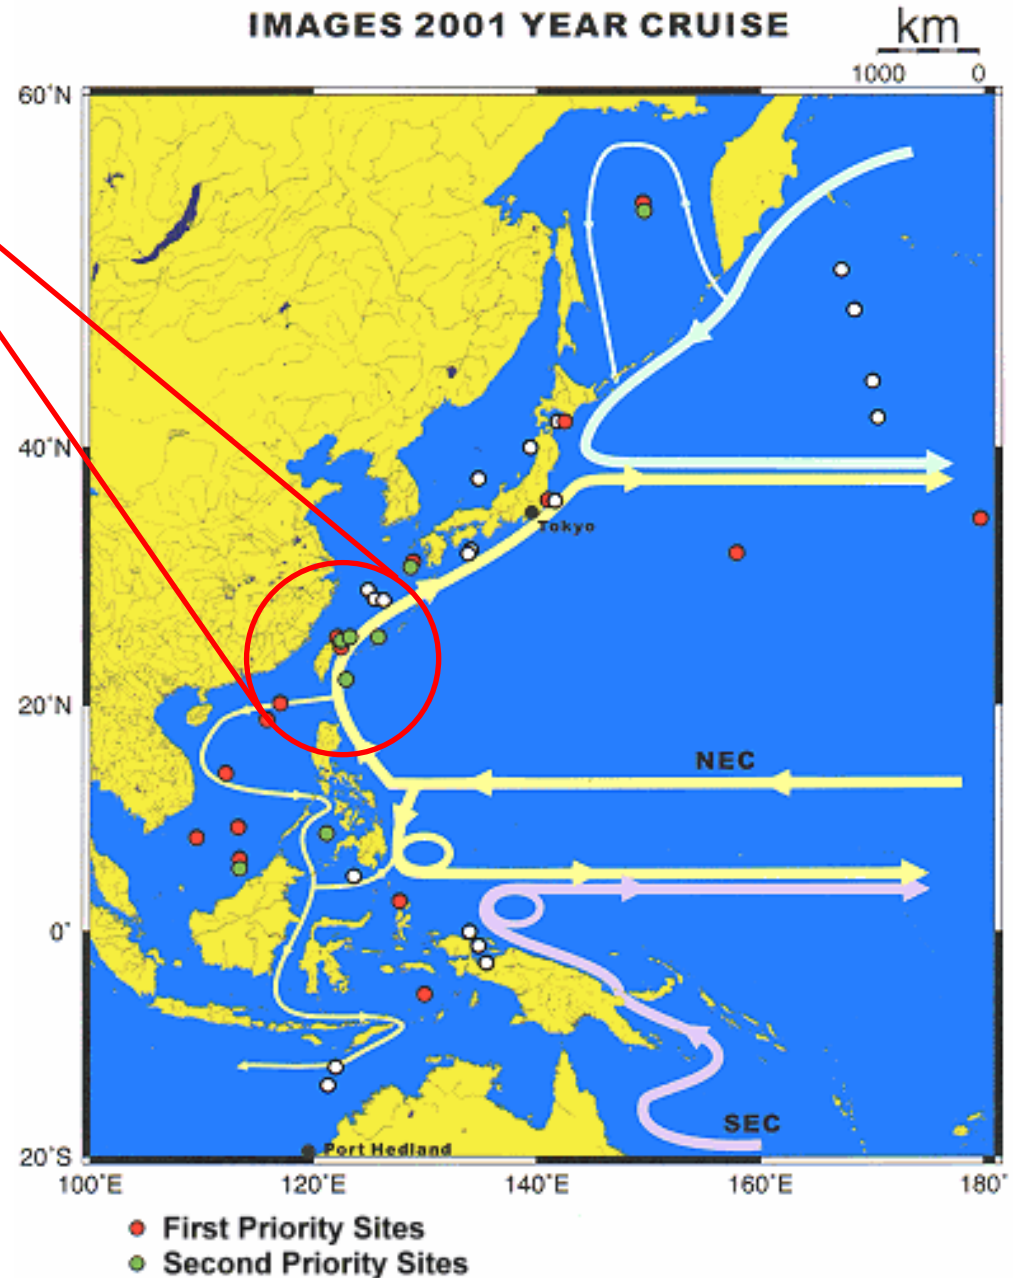 IMAGES 2001 YEAR CRUISE
km
1000 0
60°N
40°N
Tokyo
20°N
NEC
0°
SEC
Port Hedland
20°S
100°E 120°E 140°E 160°E 180°
First Priority Sites
Second Priority Sites